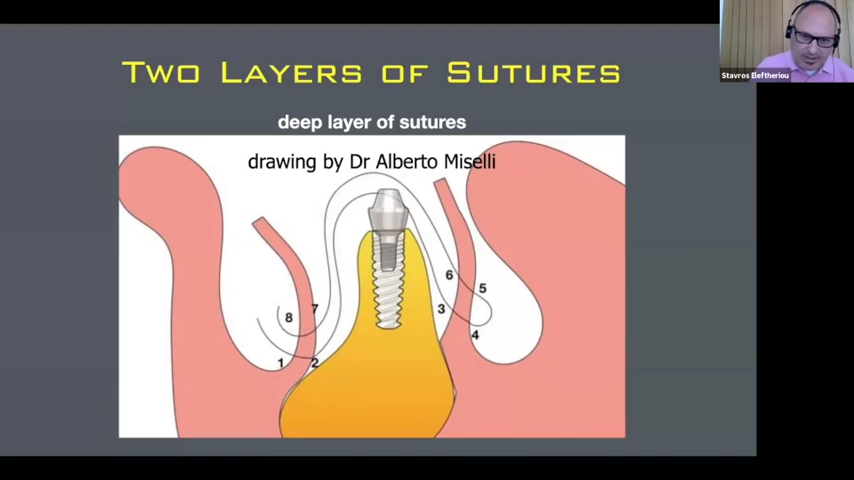 Stavros Eleftheriou
TWO LAYERS OF SUTURES
deep layer of sutures
drawing by Dr Alberto Miselli
6
5
8
7
3
4
1
2